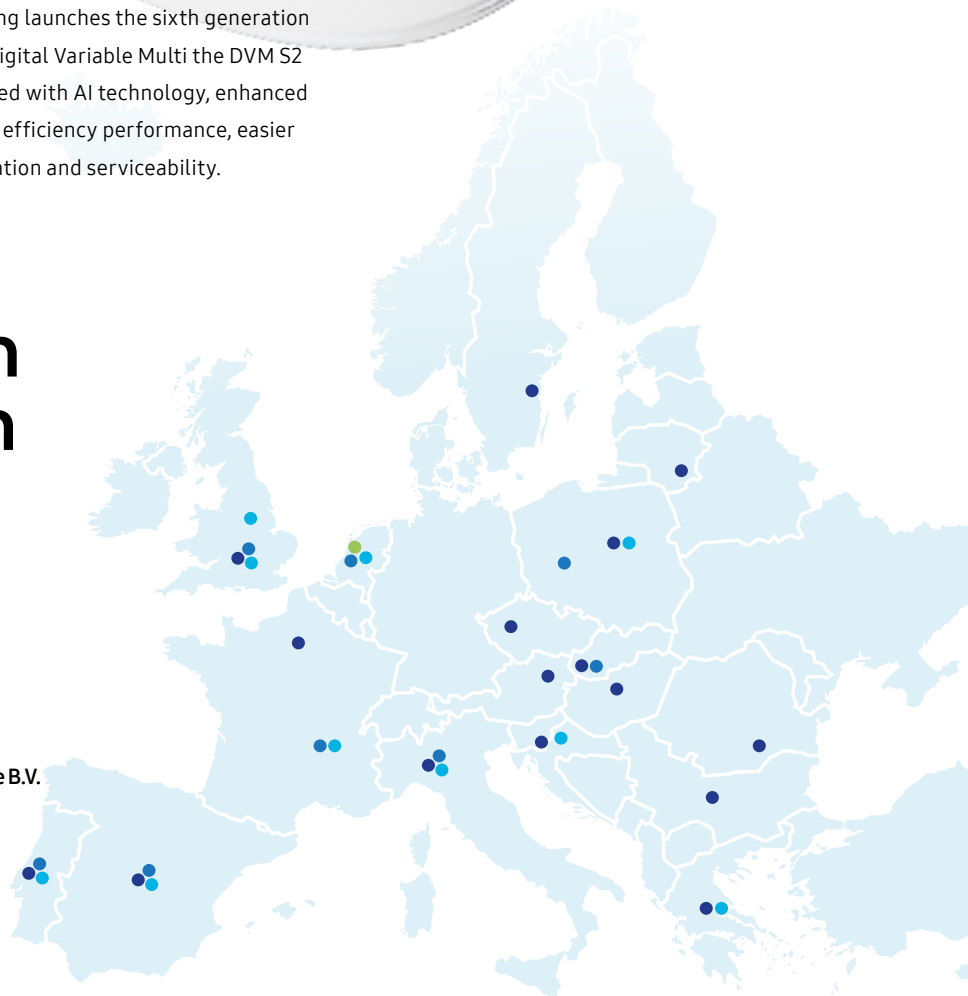 ng launches the sixth generation
igital Variable Multi the DVM S2
ed with AI technology, enhanced
efficiency performance, easier
ation and serviceability.
n
n
e B.V.